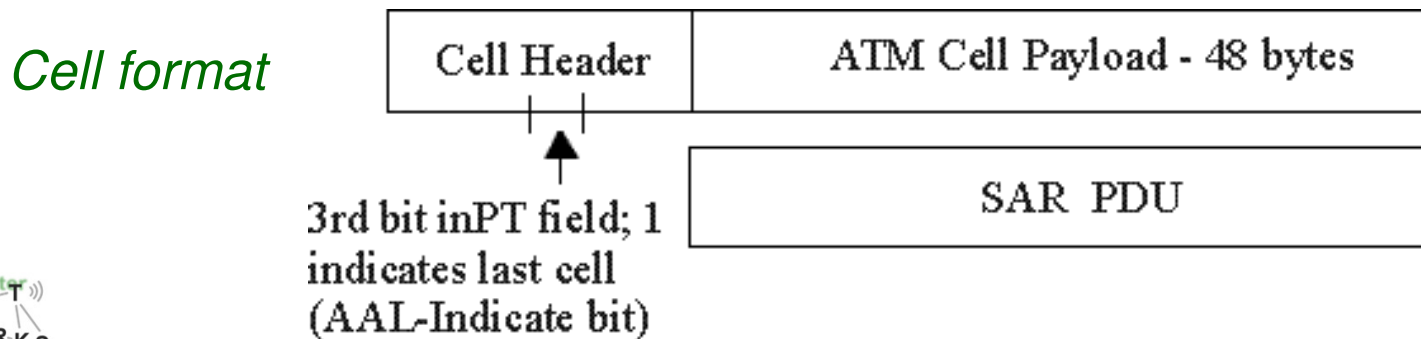 Cell format
Cell Header
ATM Cell Payload - 48 bytes
SAR PDU
3rd bit inPT field; 1
indicates last cell
(AAL-Indicate bit)